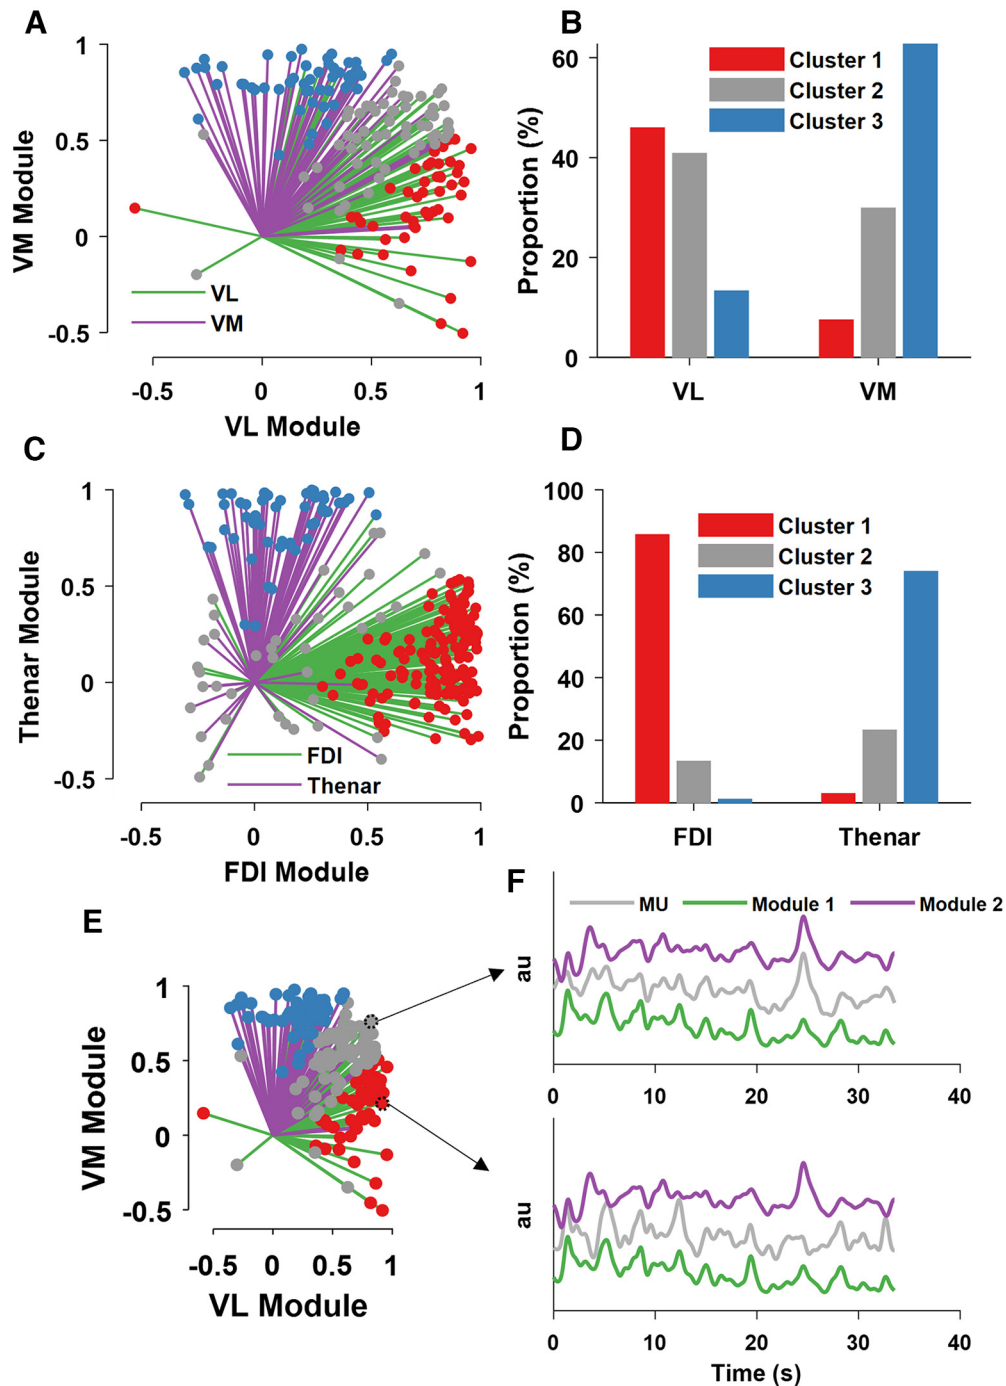 A
1
0.5
0
-0.5
VM Module
VL
VM
-0.5 0 0.5 1
VL Module
B
60
40
20
0
Proportion (%)
Cluster 1
Cluster 2
Cluster 3
VL VM
C
1
0.5
0
-0.5
Thenar Module
FDI
Thenar
-0.5 0 0.5 1
FDI Module
D
100
80
60
40
20
0
Proportion (%)
Cluster 1
Cluster 2
Cluster 3
FDI Thenar
E
1
0.5
0
-0.5
VM Module
-0.5 0 0.5 1
VL Module
F
MU Module 1 Module 2
au
0 10 20 30 40
au
0 10 20 30 40
Time (s)